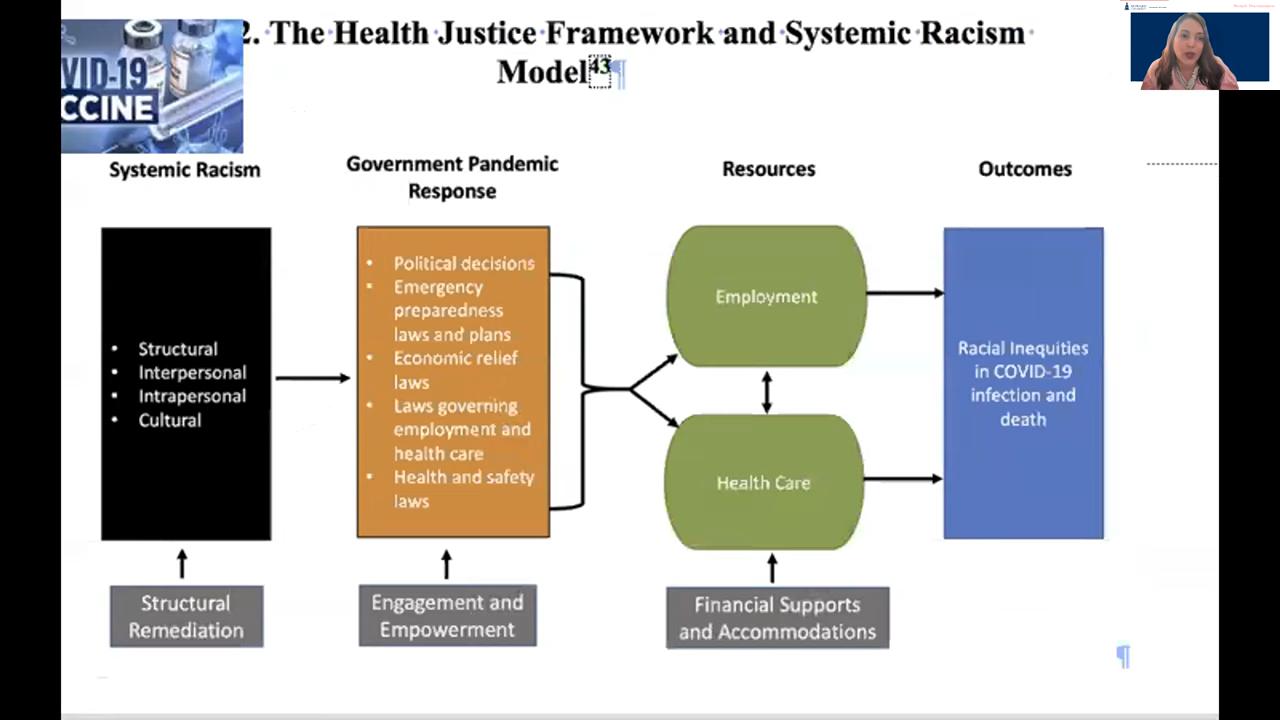 2. The Health Justice Framework and Systemic Racism
Model43¶
VID-19
CCINE
Systemic Racism
Government Pandemic
Response
Resources
Outcomes
• Structural
• Interpersonal
• Intrapersonal
• Cultural
• Political decisions
• Emergency
preparedness
laws and plans
• Economic relief
laws
• Laws governing
employment and
health care
• Health and safety
laws
Employment
Health Care
Racial Inequities
in COVID-19
infection and
death
Structural
Remediation
Engagement and
Empowerment
Financial Supports
and Accommodations
¶